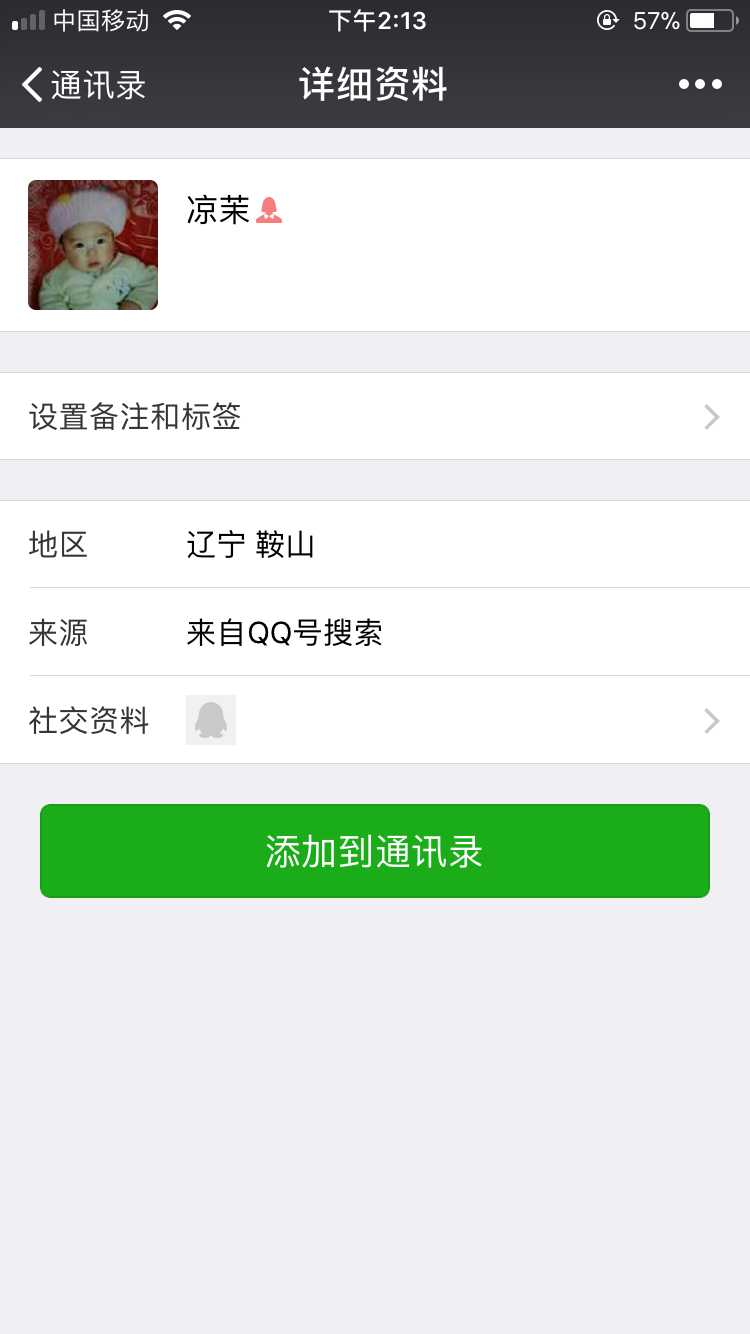 中国移动 下午2:13 57%
通讯录 详细资料
凉茉
设置备注和标签
地区 辽宁 鞍山
来源 来自QQ号搜索
社交资料
添加到通讯录